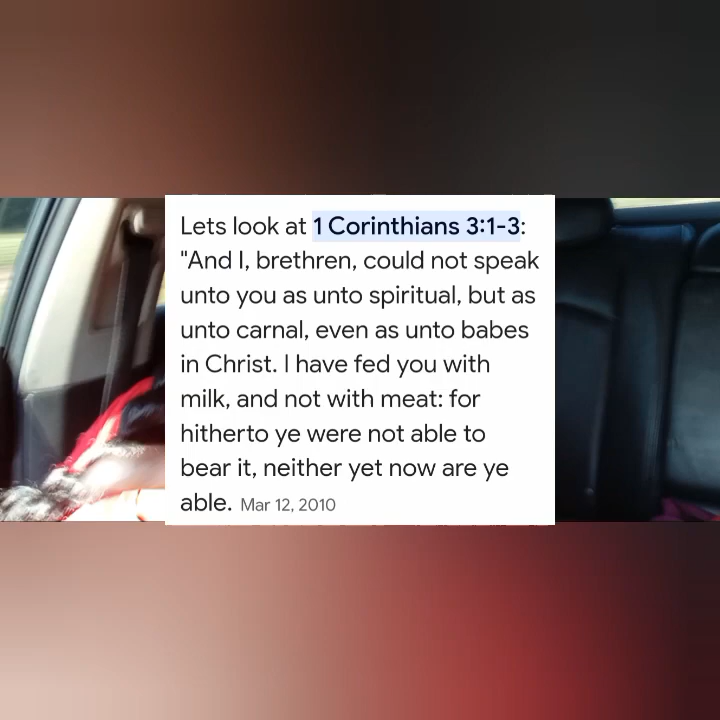 Lets look at 1 Corinthians 3:1-3:
"And I, brethren, could not speak
unto you as unto spiritual, but as
unto carnal, even as unto babes
in Christ. I have fed you with
milk, and not with meat: for
hitherto ye were not able to
bear it, neither yet now are ye
able. Mar 12, 2010